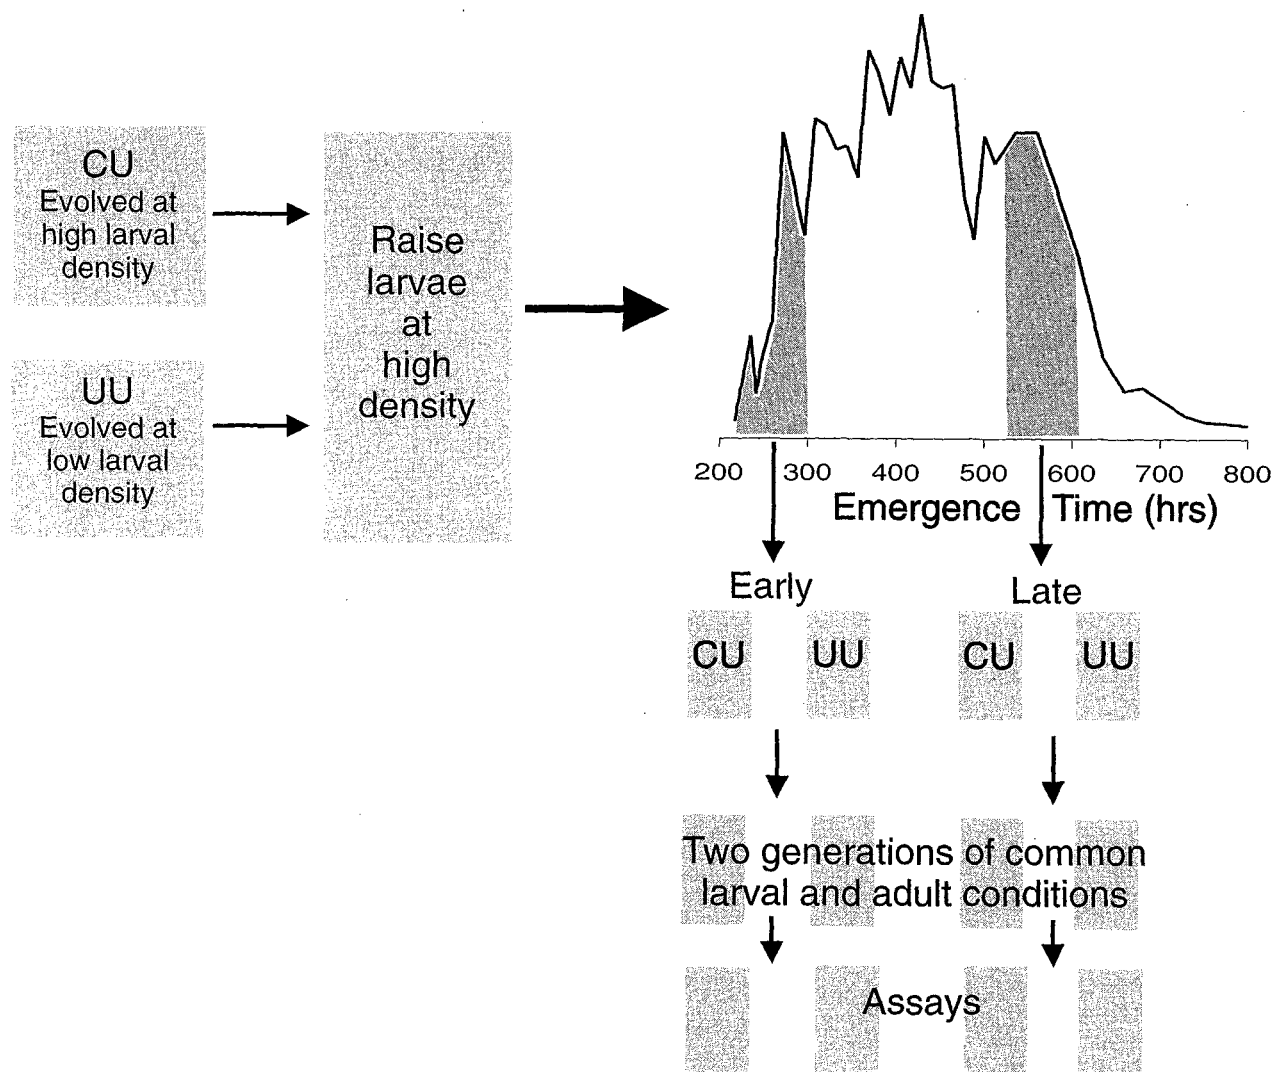 CU
Evolved at
high larval
density
UU
Evolved at
low larval
density
Raise
larvae
at
high
density
200 300 400 500 600 700 800
Emergence Time (hrs)
Early
Late
CU UU CU UU
Two generations of common
larval and adult conditions
Assays